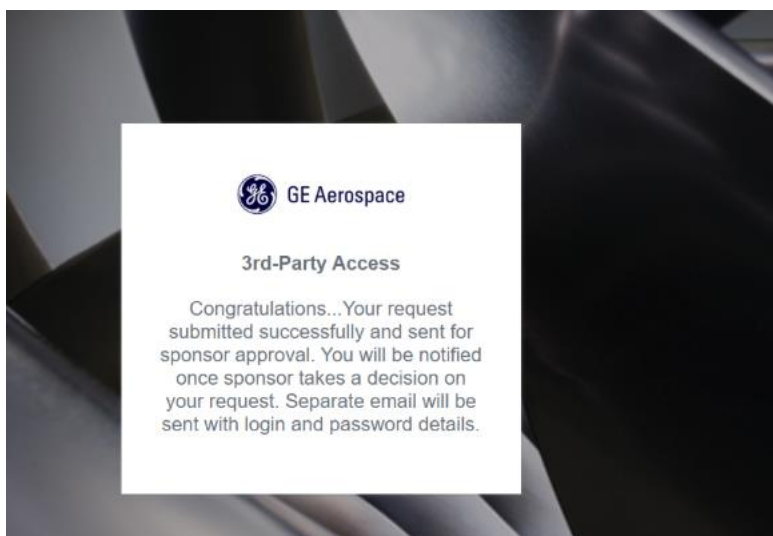 GE Aerospace
3rd-Party Access
Congratulations...Your request
submitted successfully and sent for
sponsor approval. You will be notified
once sponsor takes a decision on
your request. Separate email will be
sent with login and password details.